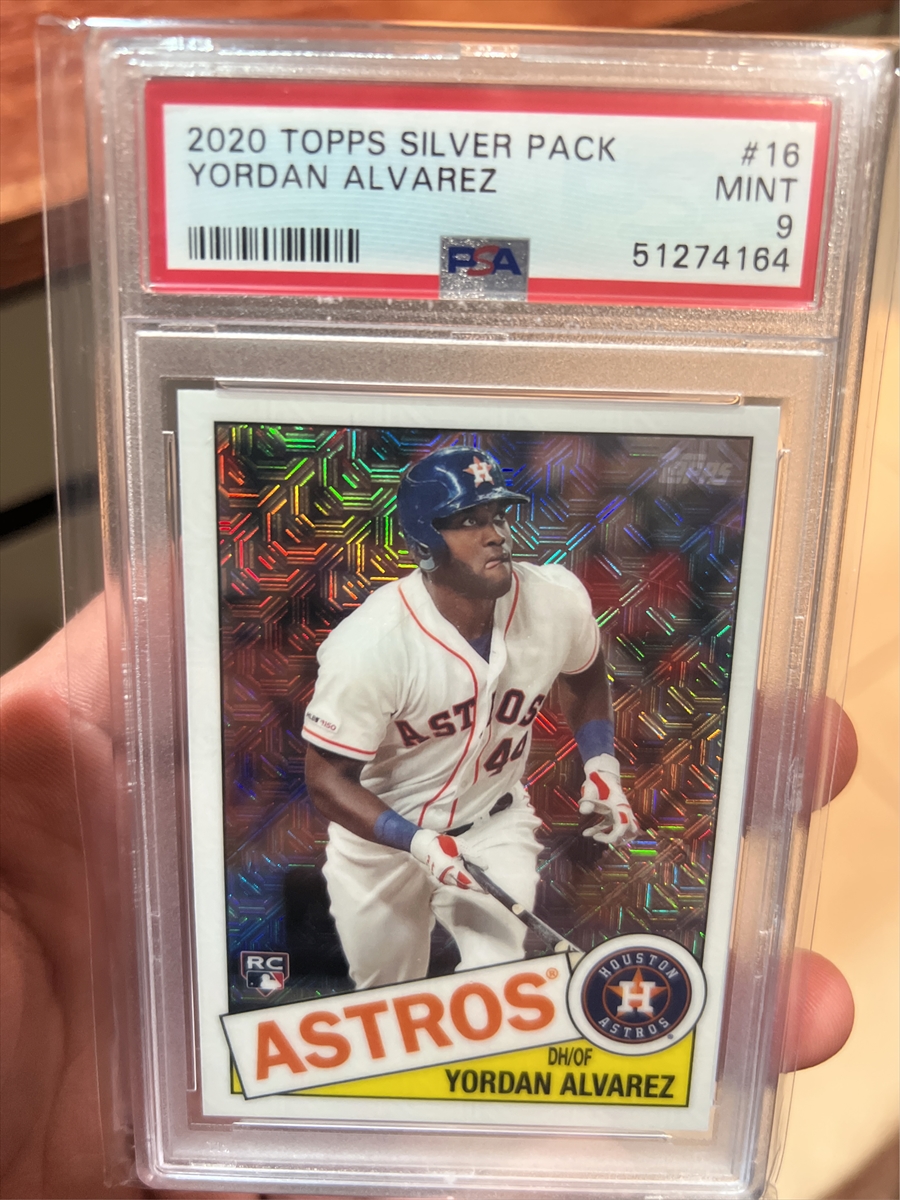 2020 TOPPS SILVER PACK #16
YORDAN ALVAREZ MINT
9
51274164
PSA
TOPPS
ASTROS
44
RC
ASTROS®
HOUSTON
H
ASTROS
DH/OF
YORDAN ALVAREZ